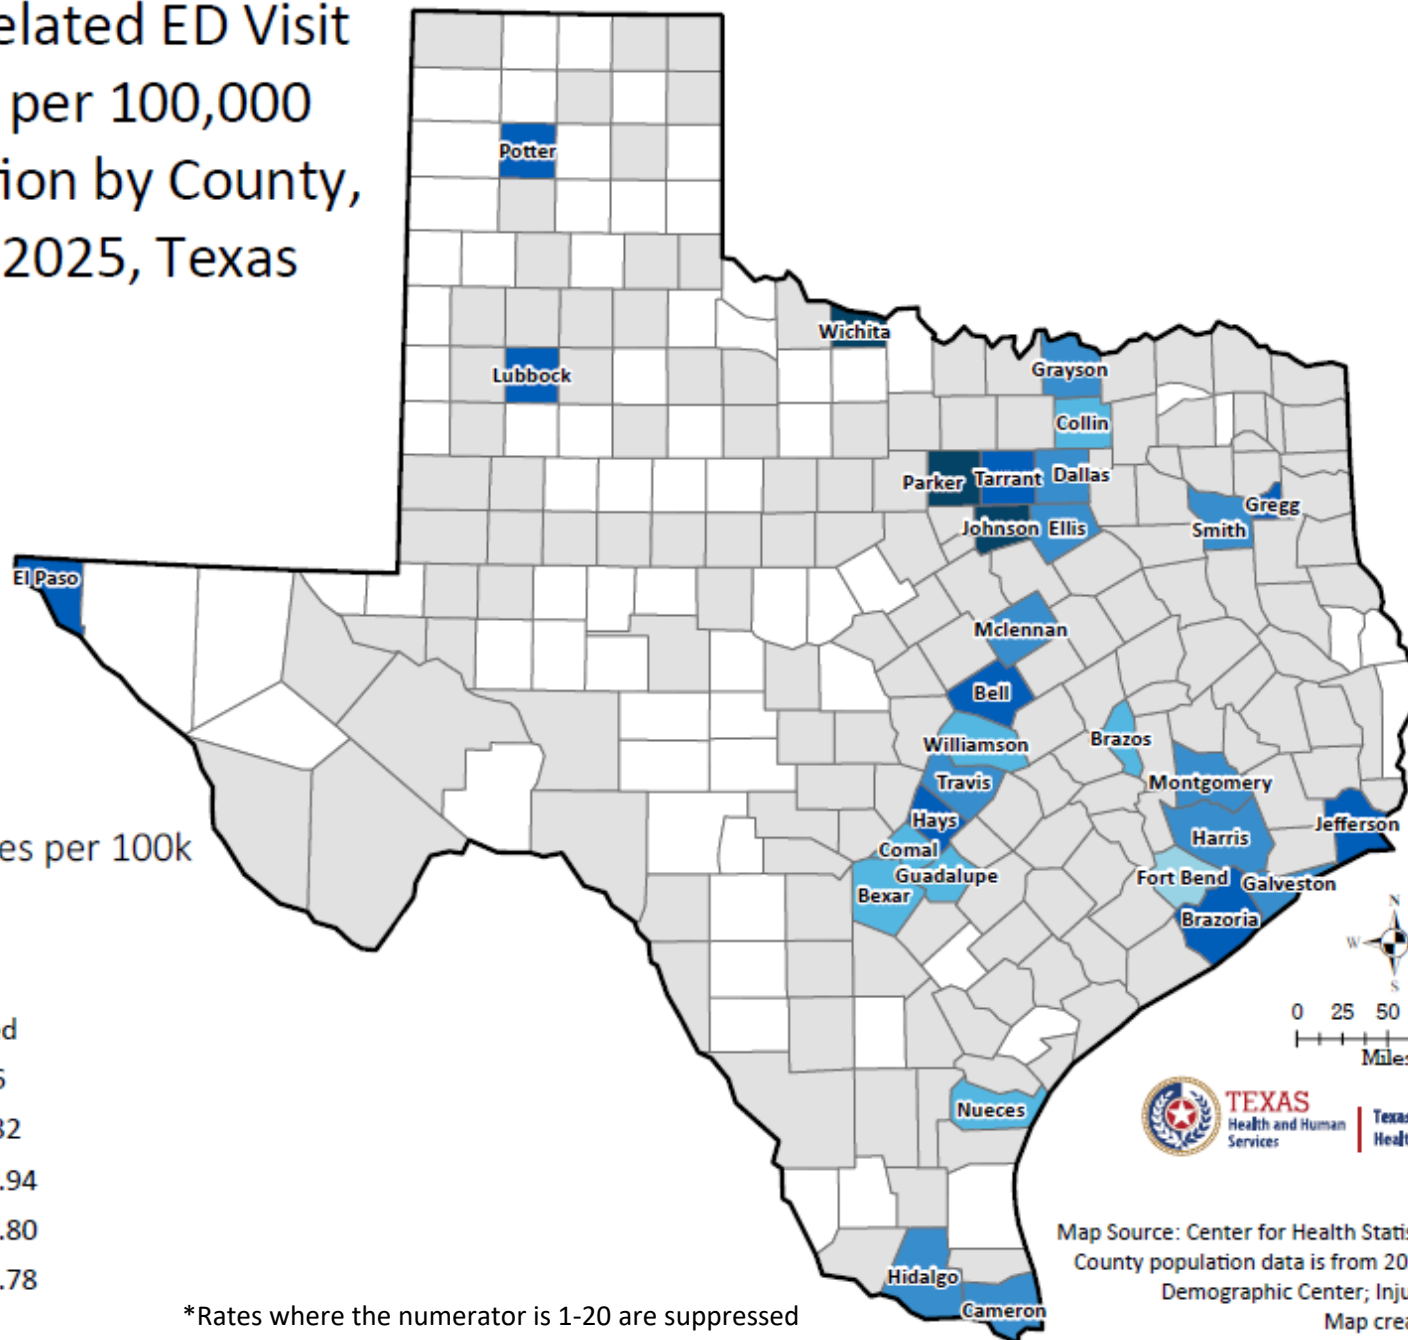 elated ED Visit
per 100,000
ion by County,
2025, Texas
Potter
Wichita
Lubbock
Grayson
Collin
Parker
Tarrant
Dallas
Gregg
Johnson
Ellis
Smith
El Paso
Mclennan
Bell
Williamson
Brazos
Travis
Montgomery
Hays
Jefferson
Harris
Comal
Guadalupe
Fort Bend
Galveston
Bexar
Brazoria
es per 100k
N
W
S
0 25 50
Miles
d
6
32
.94
.80
.78
Nueces
TEXAS
Health and Human
Services
Texas
Healt
Hidalgo
Cameron
Map Source: Center for Health Statis
County population data is from 20
Demographic Center; Inju
Map crea
*Rates where the numerator is 1-20 are suppressed